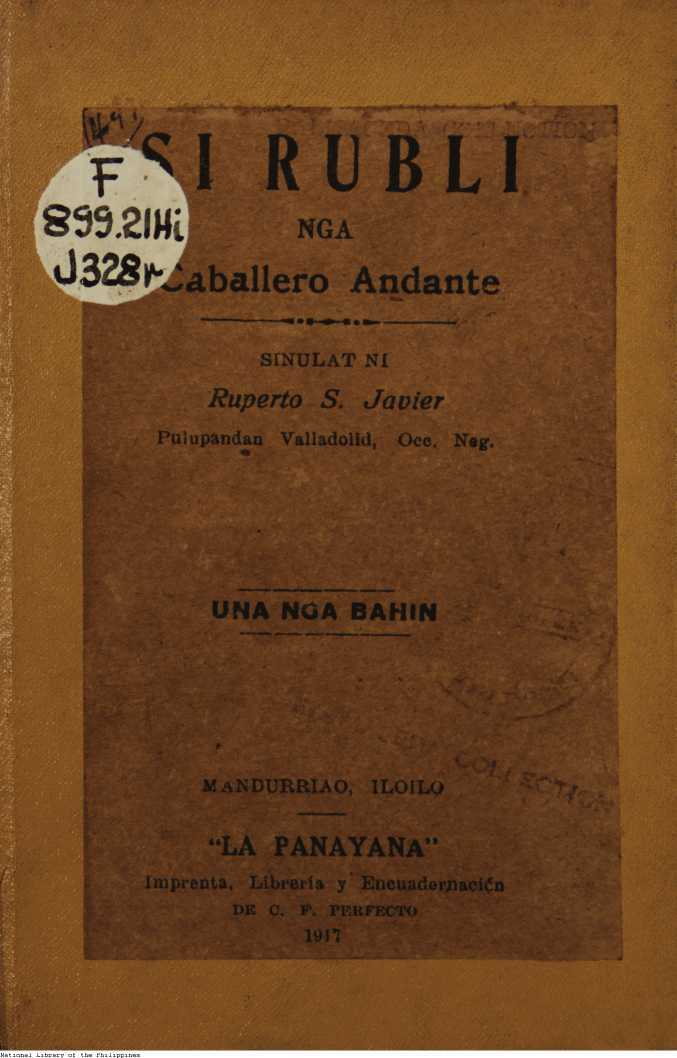 SI RUBLI
NGA
Caballero Andante
SINULAT NI
Ruperto S. Javier
Pulupandan Valladolid, Occ. Neg.
UNA NGA BAHIN
MANDURRIAO, ILOILO
"LA PANAYANA"
Imprenta, Librería y Encuadernación
DE C. F. PERFECTO
1917
F
899.21Hi
J328r
COLLECTION
National Library of the Philippines